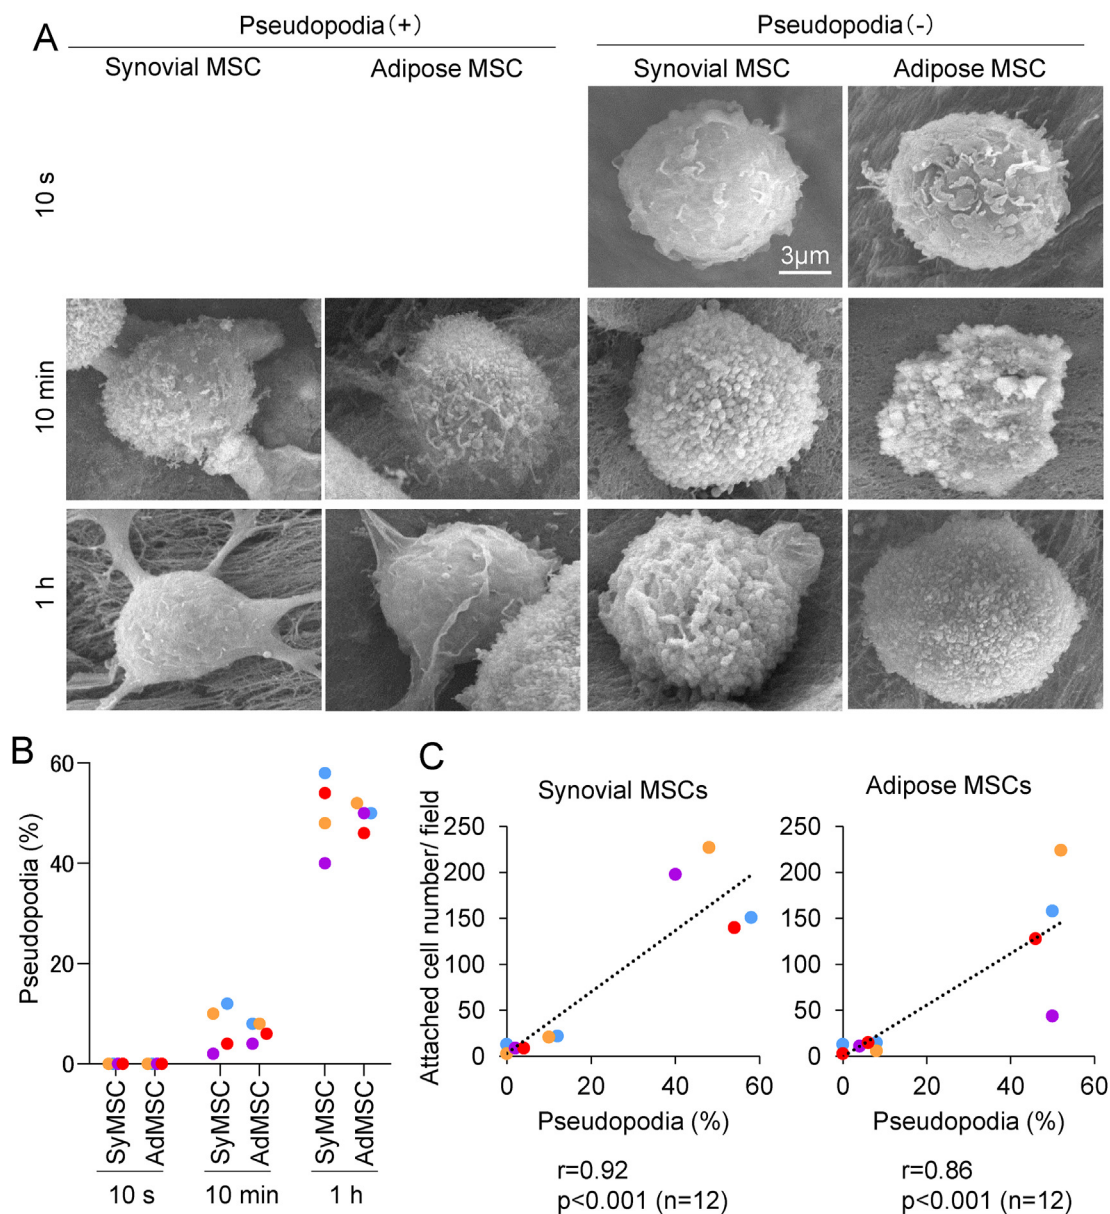 A
Pseudopodia (+)
Pseudopodia (-)
Synovial MSC
Adipose MSC
Synovial MSC
Adipose MSC
10 s
3μm
10 min
1 h
B
Pseudopodia (%)
60
40
20
0
SyMSC
AdMSC
SyMSC
AdMSC
SyMSC
AdMSC
10 s
10 min
1 h
C
Synovial MSCs
Attached cell number/ field
250
200
150
100
50
0
0
20
40
60
Pseudopodia (%)
r=0.92
p<0.001 (n=12)
Adipose MSCs
250
200
150
100
50
0
0
20
40
60
Pseudopodia (%)
r=0.86
p<0.001 (n=12)